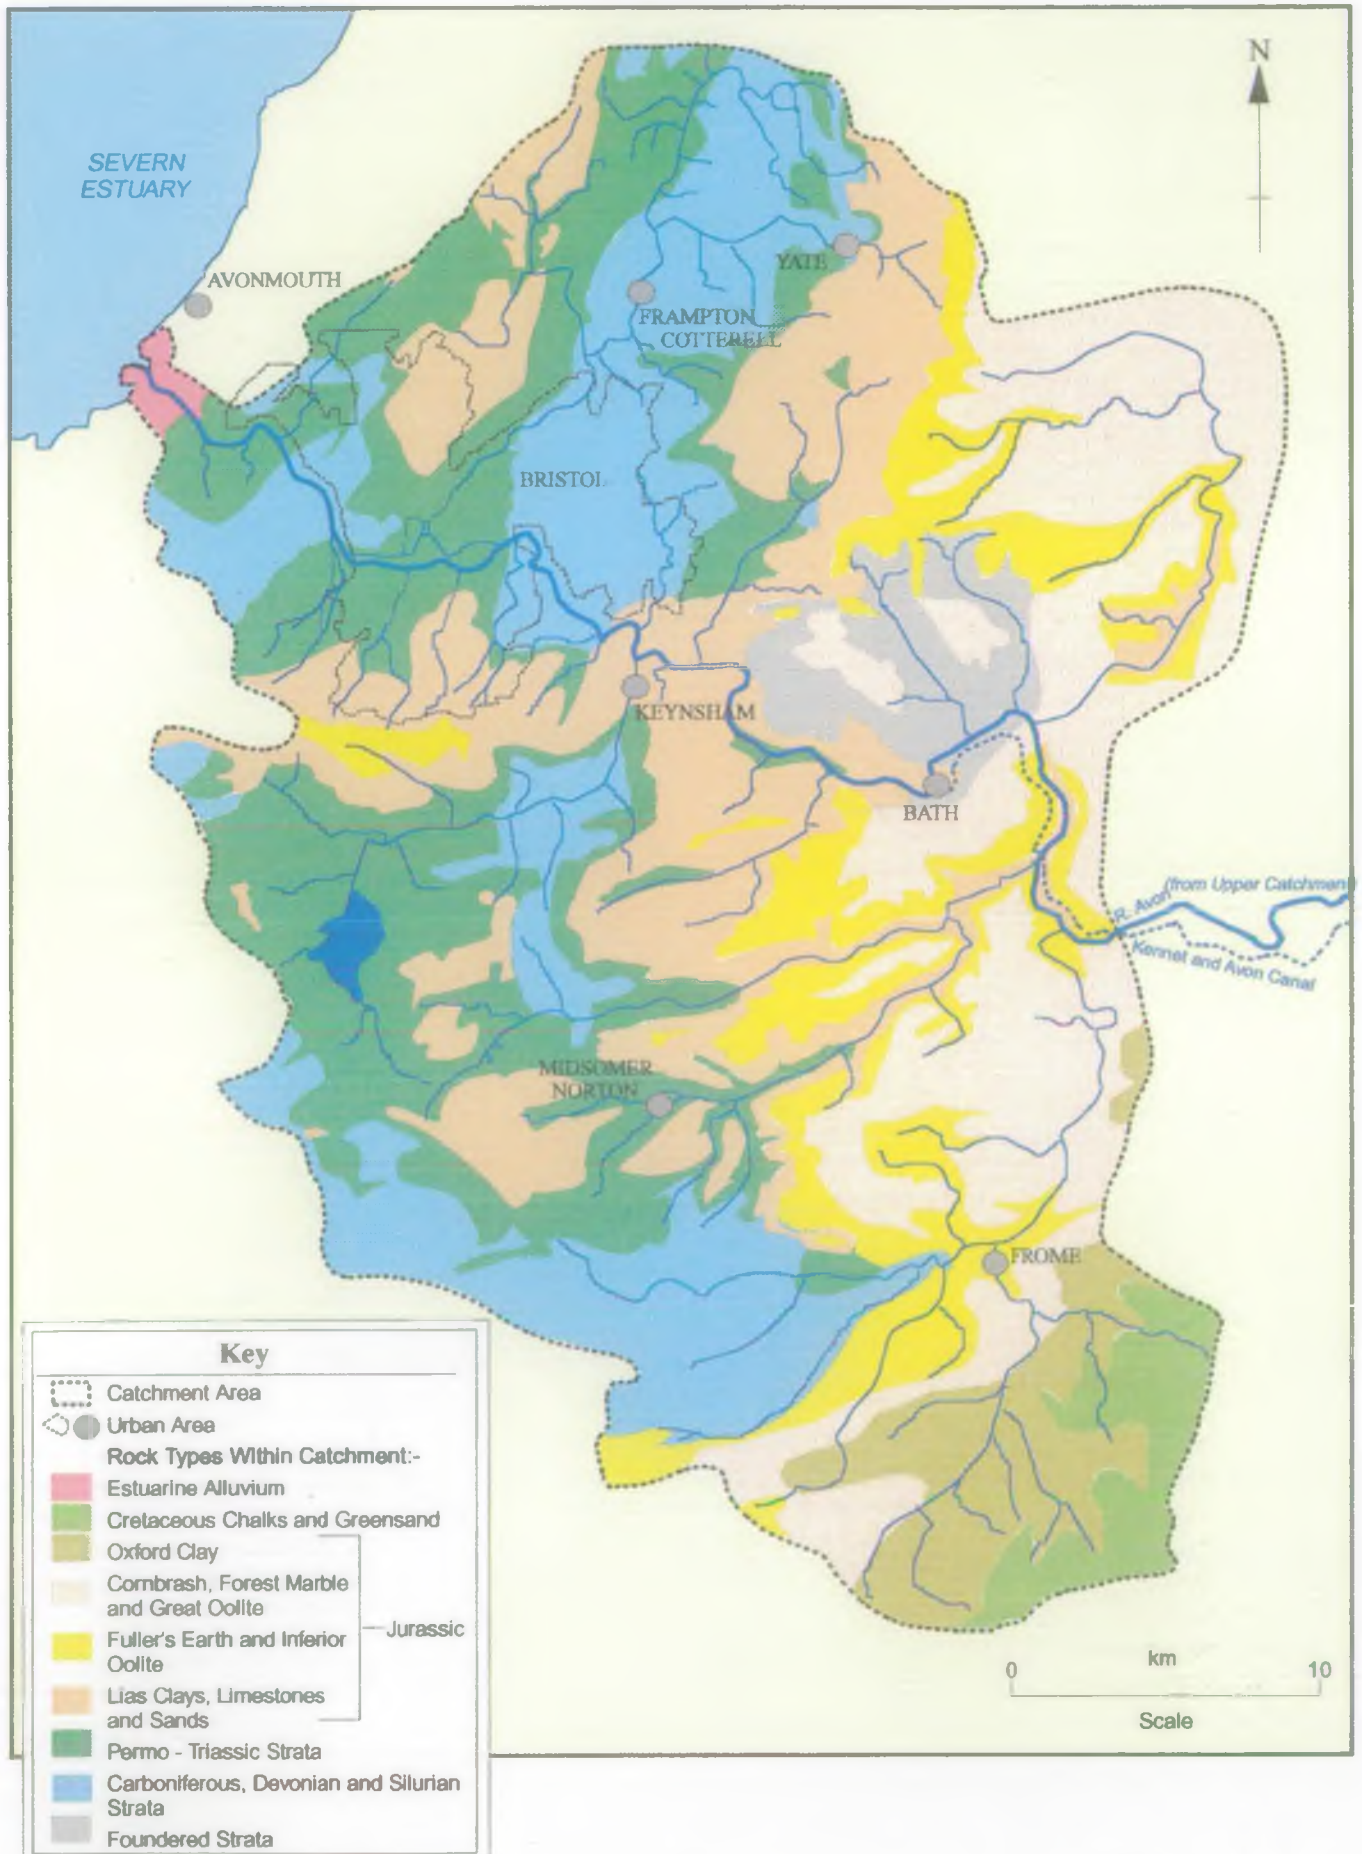 N
SEVERN
ESTUARY
AVONMOUTH
YATE
FRAMPTON
COTTERELL
BRISTOL
KEYNSHAM
BATH
R. Avon (from Upper Catchment)
Kennet and Avon Canal
MIDSOMER
NORTON
FROME
Key
Catchment Area
Urban Area
Rock Types Within Catchment:-
Estuarine Alluvium
Cretaceous Chalks and Greensand
Oxford Clay
Cornbrash, Forest Marble
and Great Oolite
Fuller's Earth and Inferior
Oolite
Jurassic
Lias Clays, Limestones
and Sands
Permo - Triassic Strata
Carboniferous, Devonian and Silurian
Strata
Foundered Strata
km
0 10
Scale